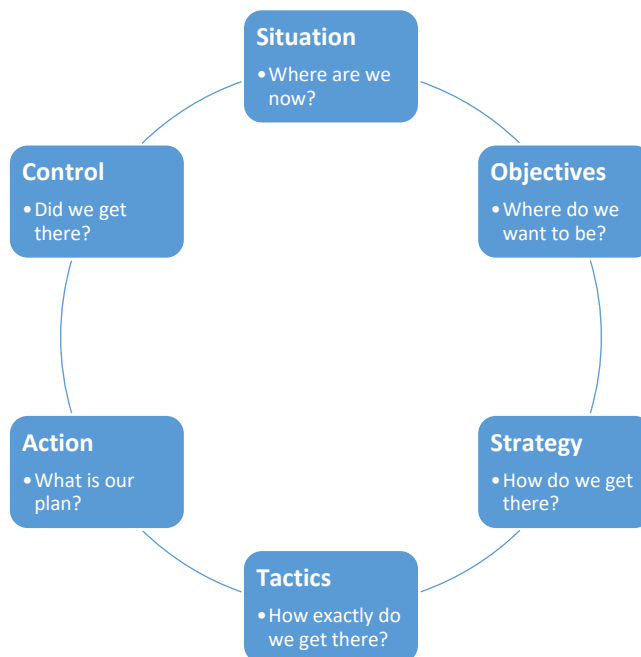 Situation
•Where are we
now?
Objectives
•Where do we
want to be?
Strategy
•How do we get
there?
Tactics
•How exactly do
we get there?
Action
•What is our
plan?
Control
•Did we get
there?